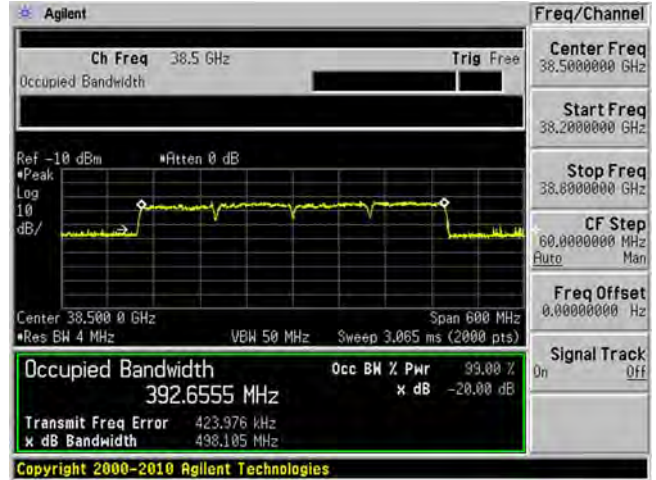 Agilent
Freq/Channel
Ch Freq 38.5 GHz Trig Free
Occupied Bandwidth
Center Freq
38.5000000 GHz
Start Freq
38.2000000 GHz
Stop Freq
38.8000000 GHz
CF Step
60.0000000 MHz
Auto Man
Freq Offset
0.00000000 Hz
Signal Track
On Off
Ref -10 dBm #Atten 0 dB
#Peak
Log
10
dB/
Center 38.500 0 GHz Span 600 MHz
#Res BW 4 MHz VBW 50 MHz Sweep 3.065 ms (2000 pts)
Occupied Bandwidth
392.6555 MHz
Occ BW % Pwr 99.00 %
x dB -20.00 dB
Transmit Freq Error 423.976 kHz
x dB Bandwidth 498.105 MHz
Copyright 2000-2010 Agilent Technologies